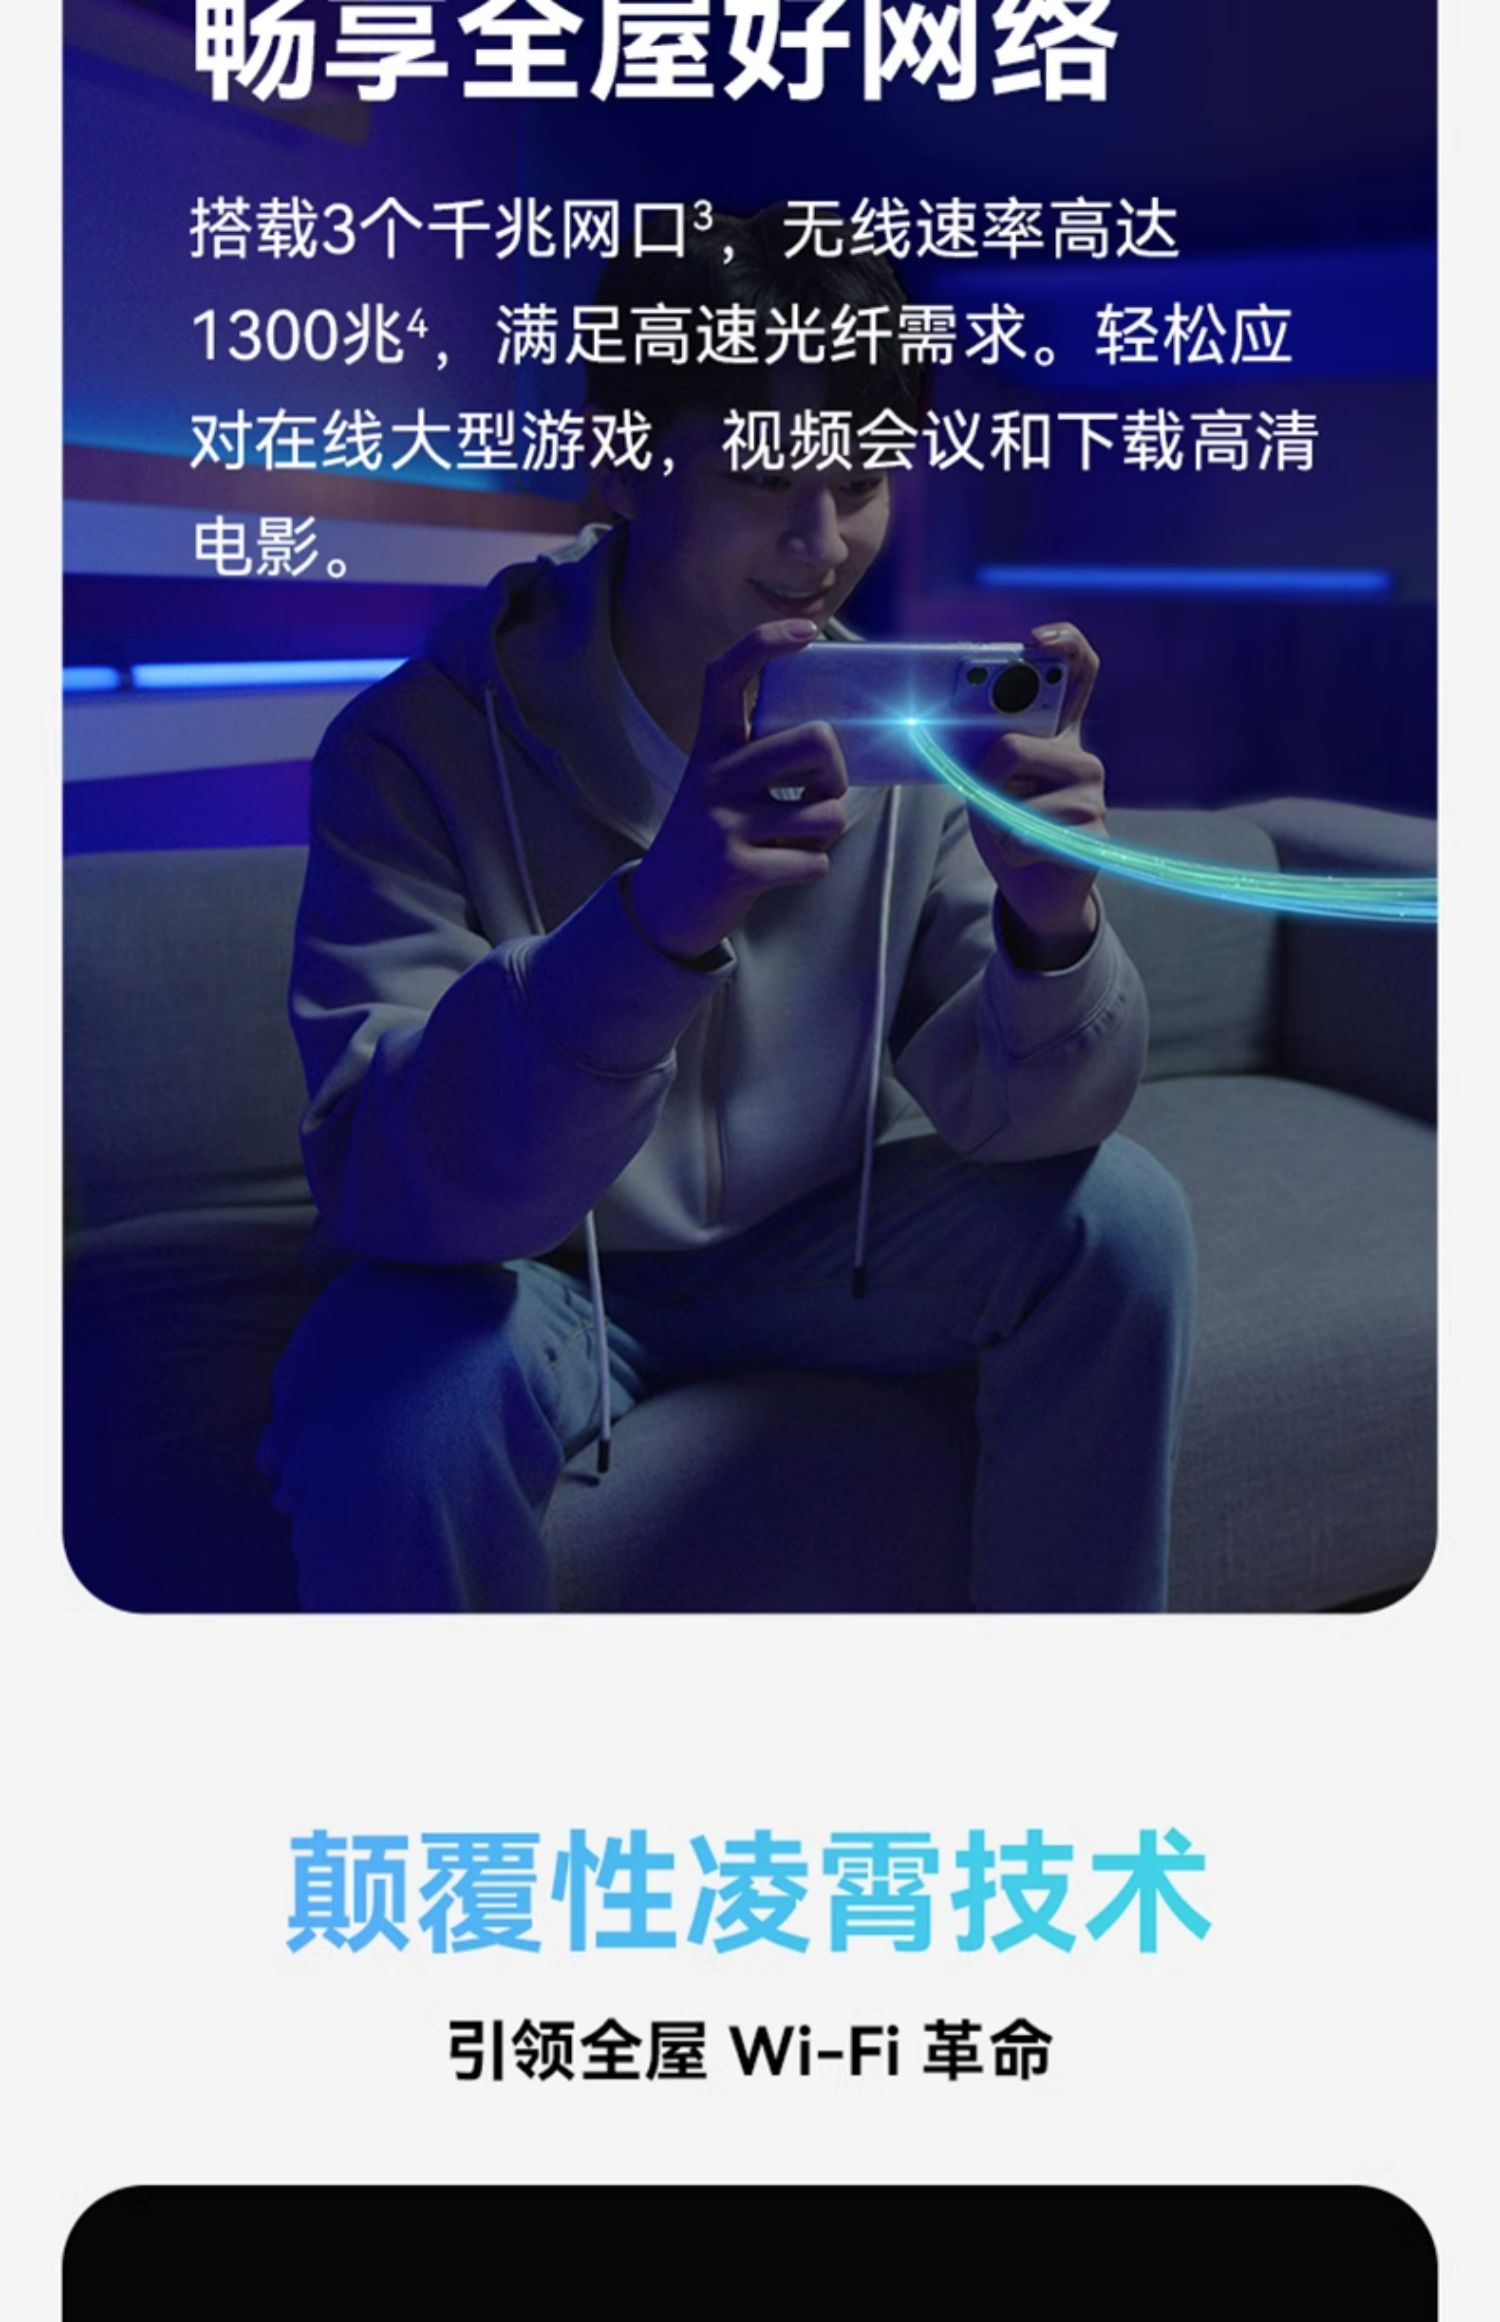 畅享全屋好网络
搭载3个千兆网口³，无线速率高达
1300兆⁴，满足高速光纤需求。轻松应
对在线大型游戏，视频会议和下载高清
电影。
颠覆性凌霄技术
引领全屋 Wi-Fi 革命